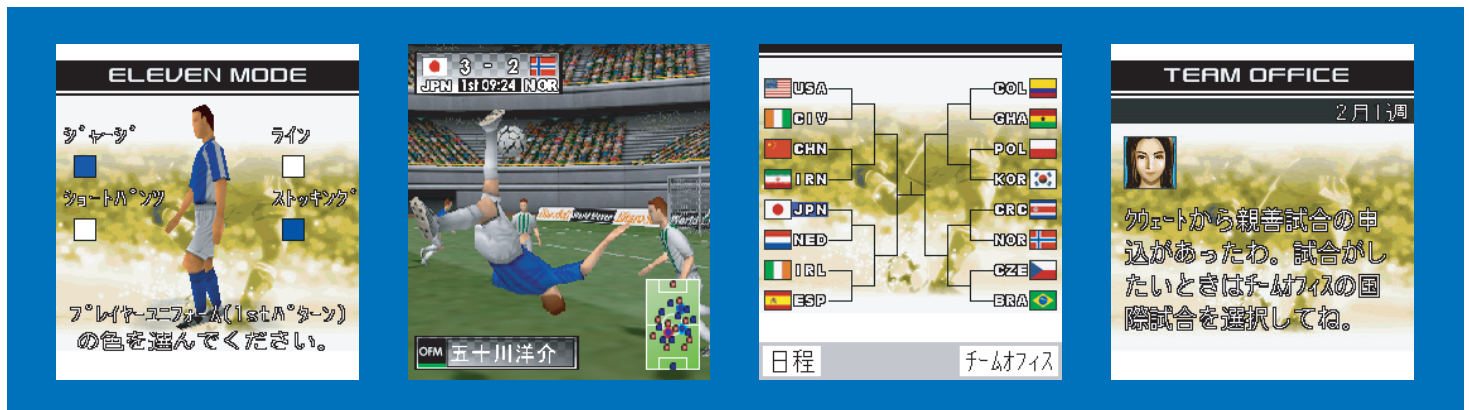 ELEVEN MODE
ジャージ
ライン
ショートパンツ
ストッキング
プレイヤーユニフォーム(1stパターン)
の色を選んでください。
3 - 2
JPN 1st 09:24 NOR
OFM 五十川洋介
USA
CIV
CHN
IRN
JPN
NED
IRL
ESP
COL
GHA
POL
KOR
CRC
NOR
CZE
BRA
日程
チームオフィス
TEAM OFFICE
2月1週
クウェートから親善試合の申
込があったわ。試合がし
たいときはチームオフィスの国
際試合を選択してね。